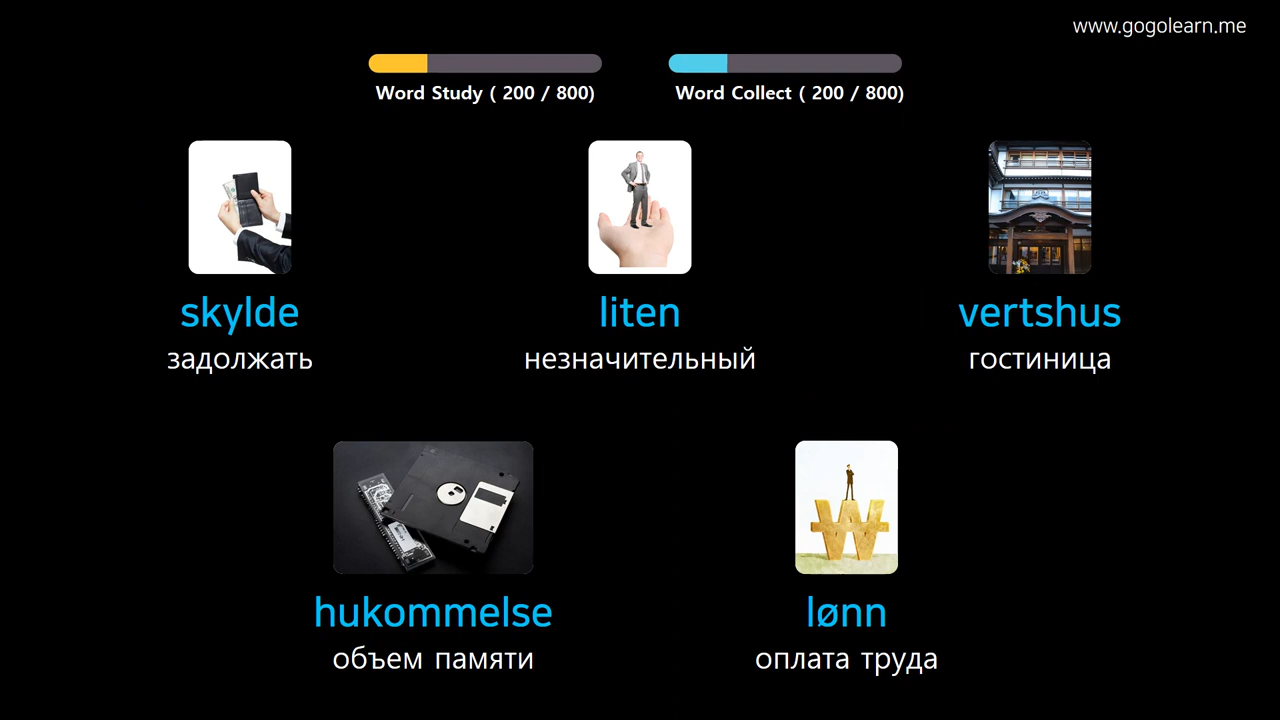 www.gogolearn.me
Word Study ( 200 / 800)
Word Collect ( 200 / 800)
skylde
задолжать
liten
незначительный
vertshus
гостиница
hukommelse
объем памяти
lønn
оплата труда